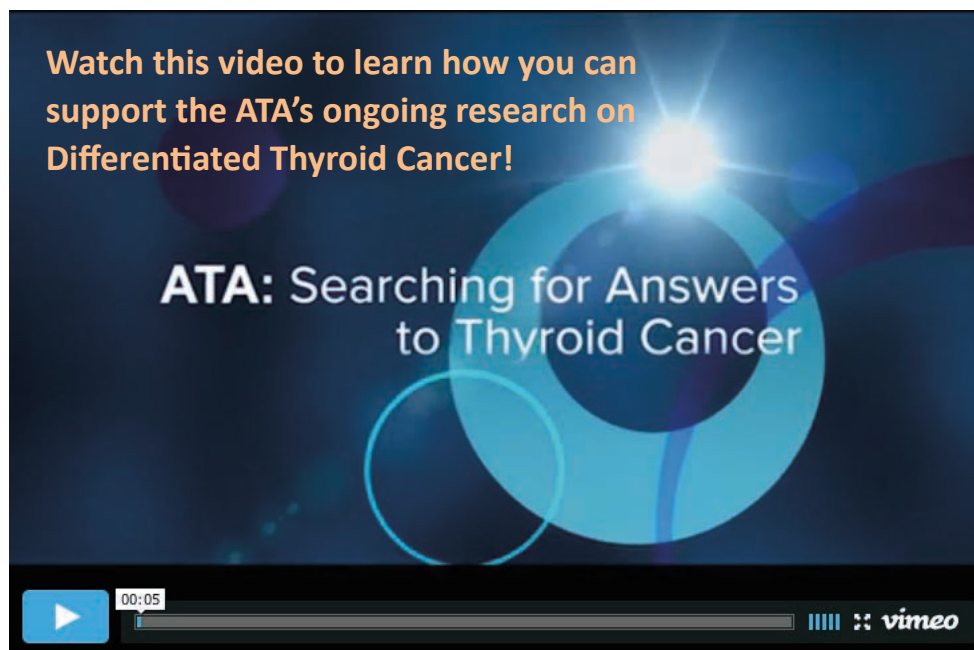 Watch this video to learn how you can
support the ATA’s ongoing research on
Differentiated Thyroid Cancer!
ATA: Searching for Answers
to Thyroid Cancer
00:05
vimeo